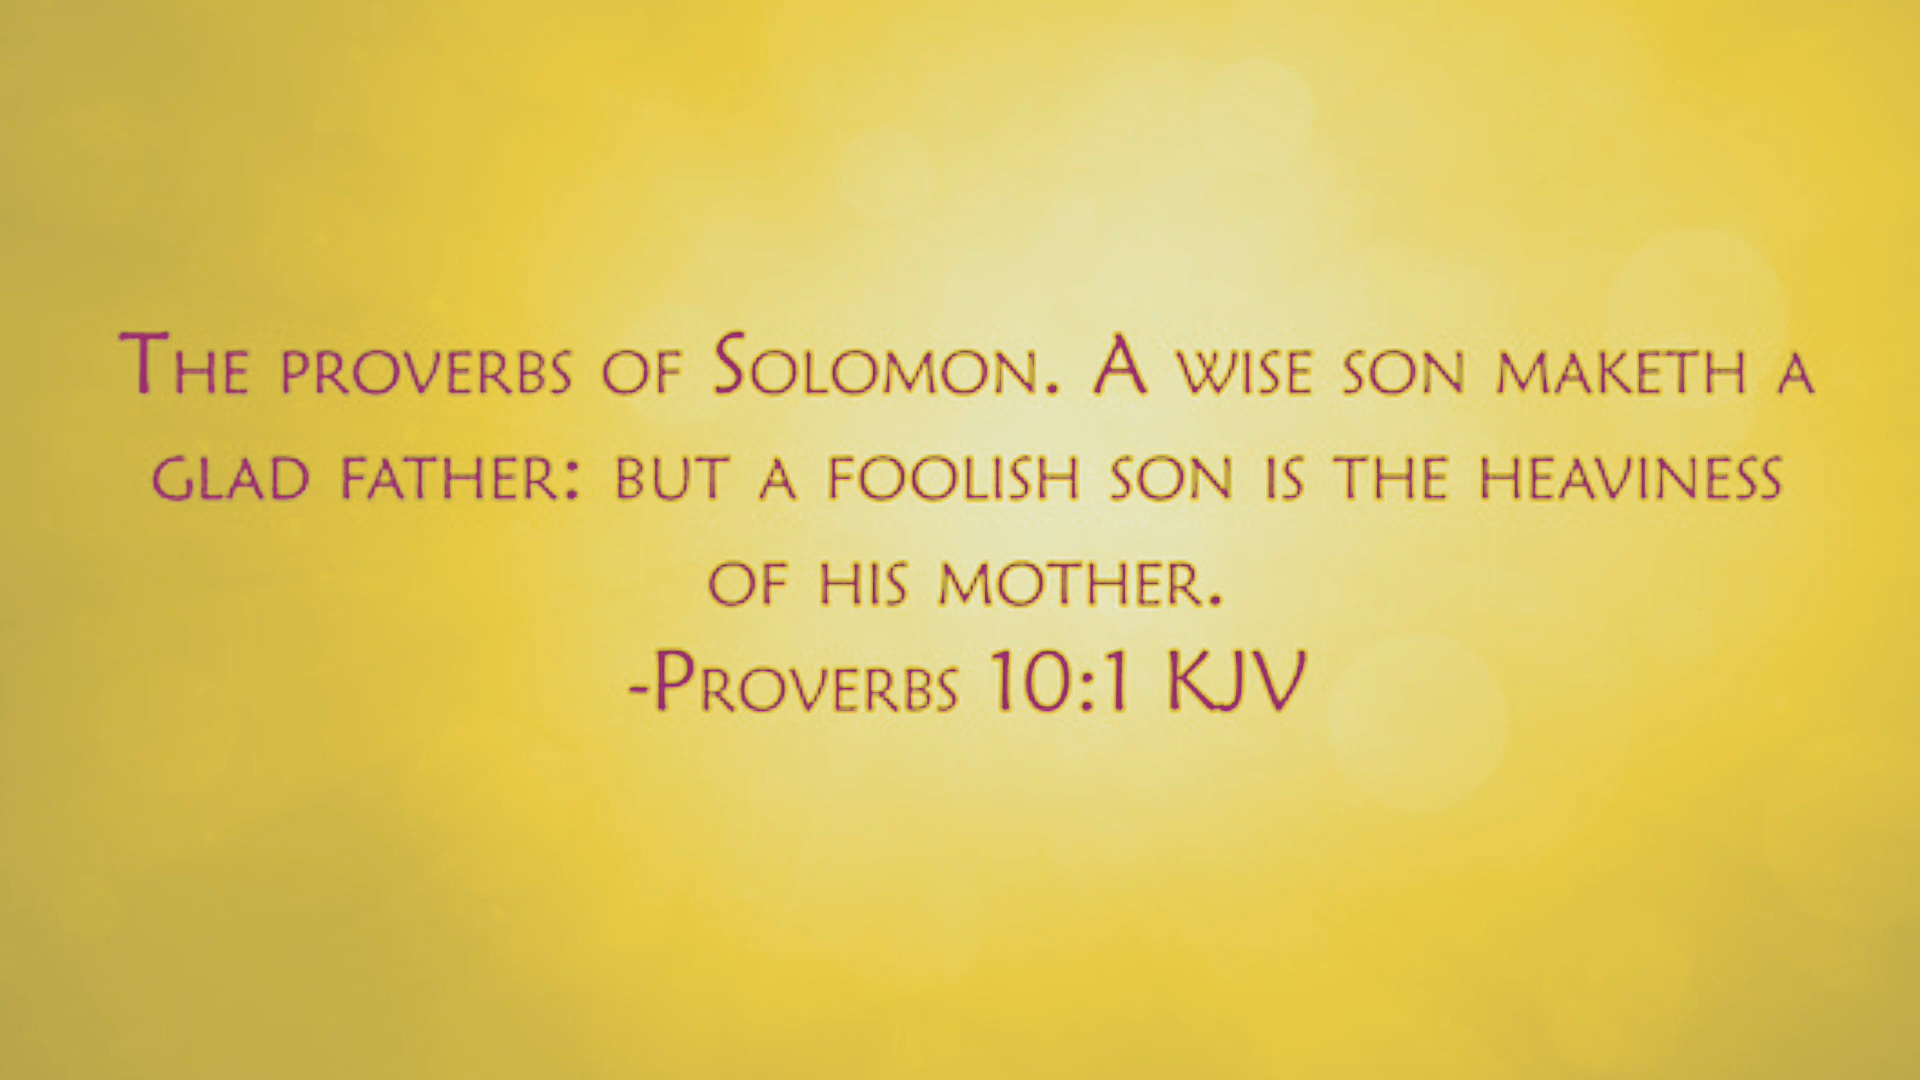 The proverbs of Solomon. A wise son maketh a
glad father: but a foolish son is the heaviness
of his mother.
-Proverbs 10:1 KJV